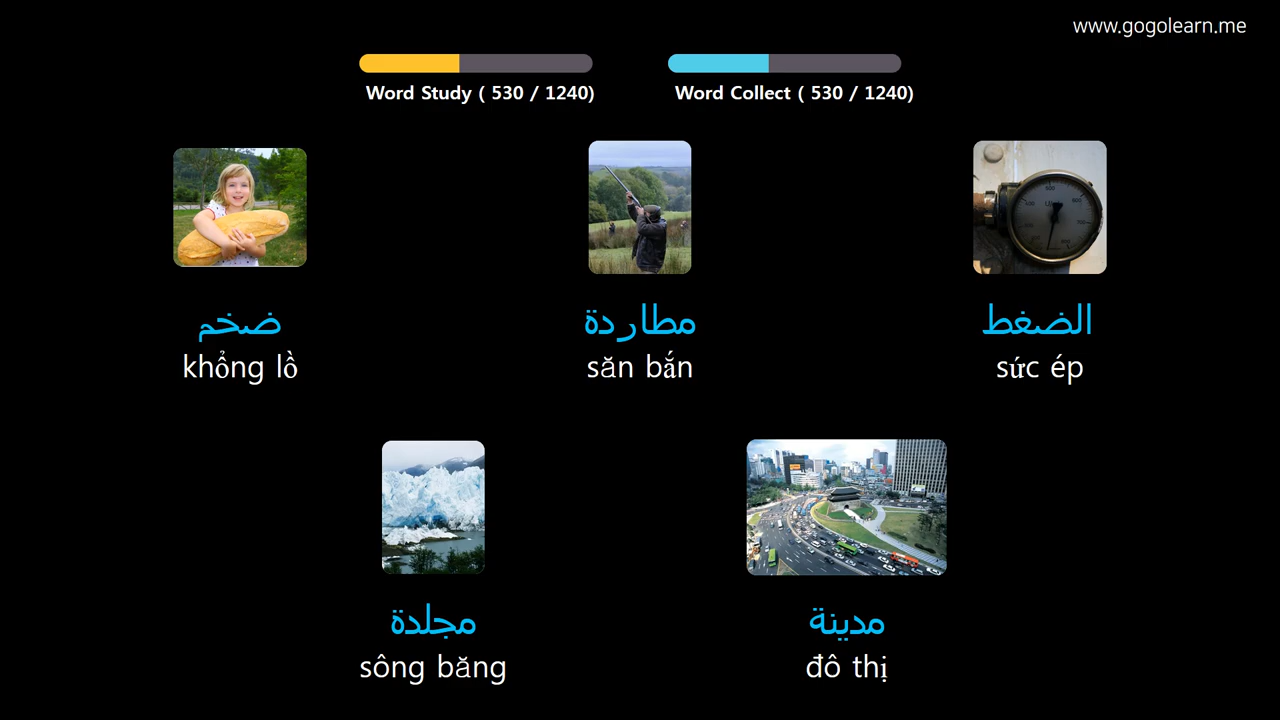 www.gogolearn.me
Word Study ( 530 / 1240)
Word Collect ( 530 / 1240)
ضخم
khổng lồ
مطاردة
săn bắn
الضغط
sức ép
مجلدة
sông băng
مدينة
đô thị